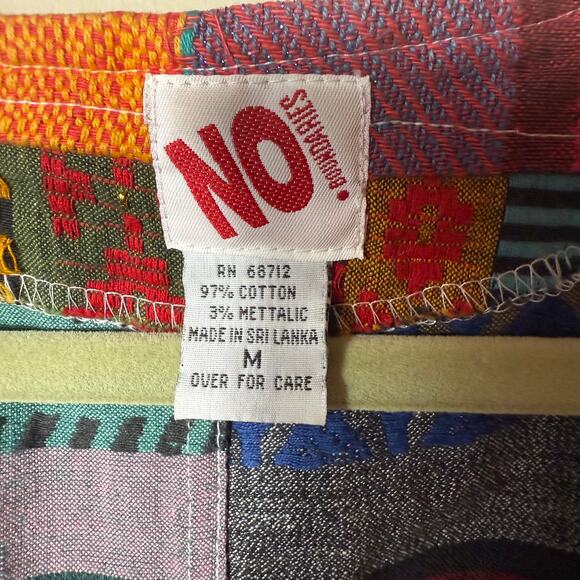 NO!
BOUNDARIES
RN 68712
97% COTTON
3% METTALIC
MADE IN SRI LANKA
M
OVER FOR CARE